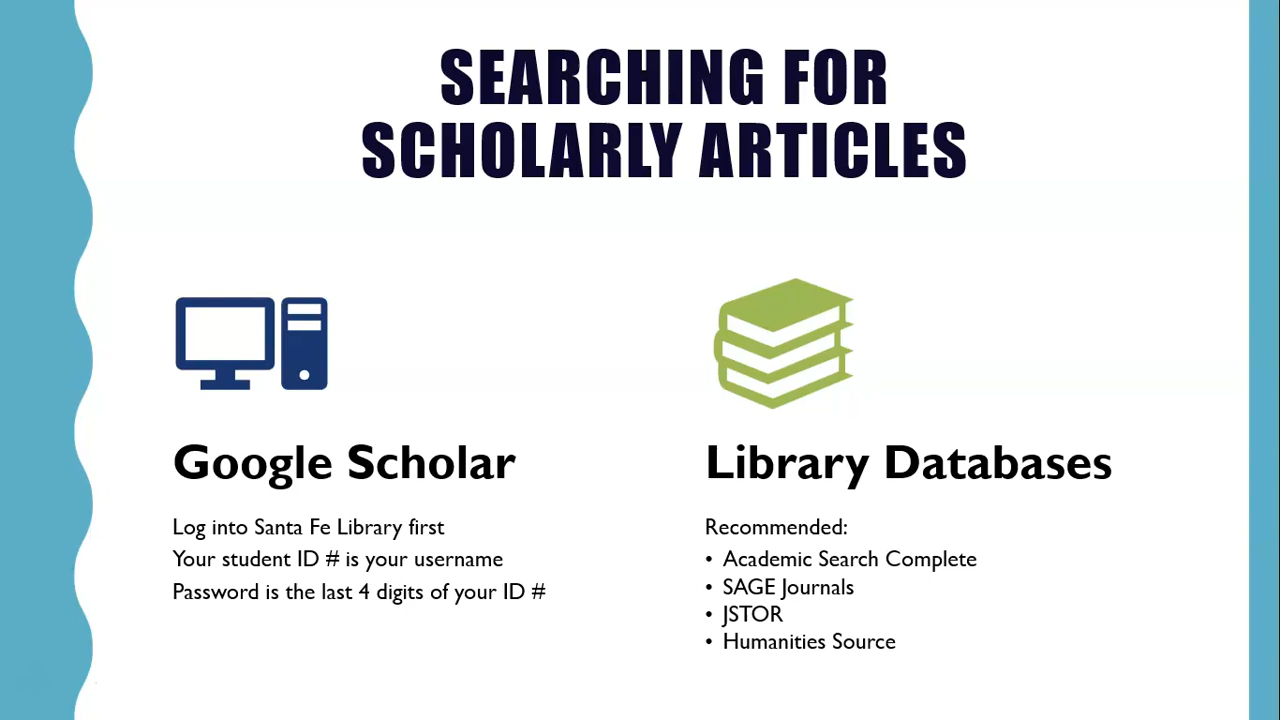 SEARCHING FOR
SCHOLARLY ARTICLES
Google Scholar
Log into Santa Fe Library first
Your student ID # is your username
Password is the last 4 digits of your ID #
Library Databases
Recommended:
• Academic Search Complete
• SAGE Journals
• JSTOR
• Humanities Source